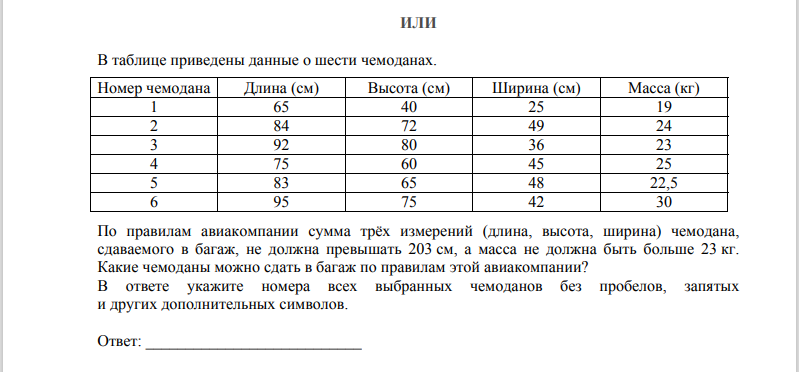 ИЛИ
В таблице приведены данные о шести чемоданах.
Номер чемодана Длина (см) Высота (см) Ширина (см) Масса (кг)
1 65 40 25 19
2 84 72 49 24
3 92 80 36 23
4 75 60 45 25
5 83 65 48 22,5
6 95 75 42 30
По правилам авиакомпании сумма трёх измерений (длина, высота, ширина) чемодана,
сдаваемого в багаж, не должна превышать 203 см, а масса не должна быть больше 23 кг.
Какие чемоданы можно сдать в багаж по правилам этой авиакомпании?
В ответе укажите номера всех выбранных чемоданов без пробелов, запятых
и других дополнительных символов.
Ответ: ___________________________